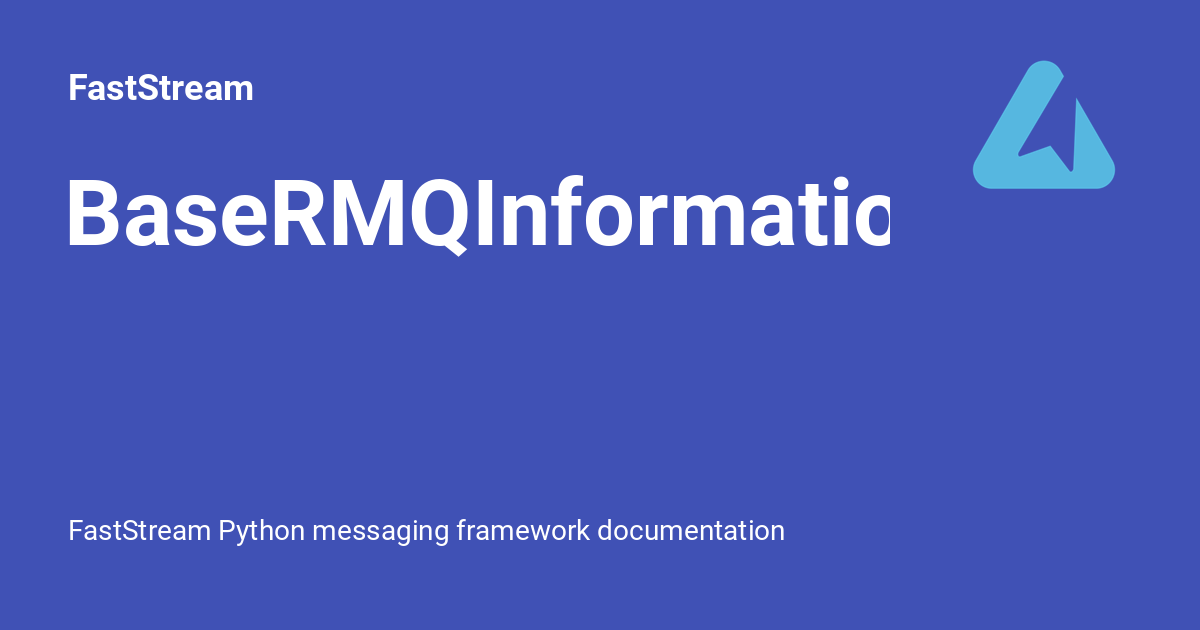 FastStream
BaseRMQInformatio
FastStream Python messaging framework documentation